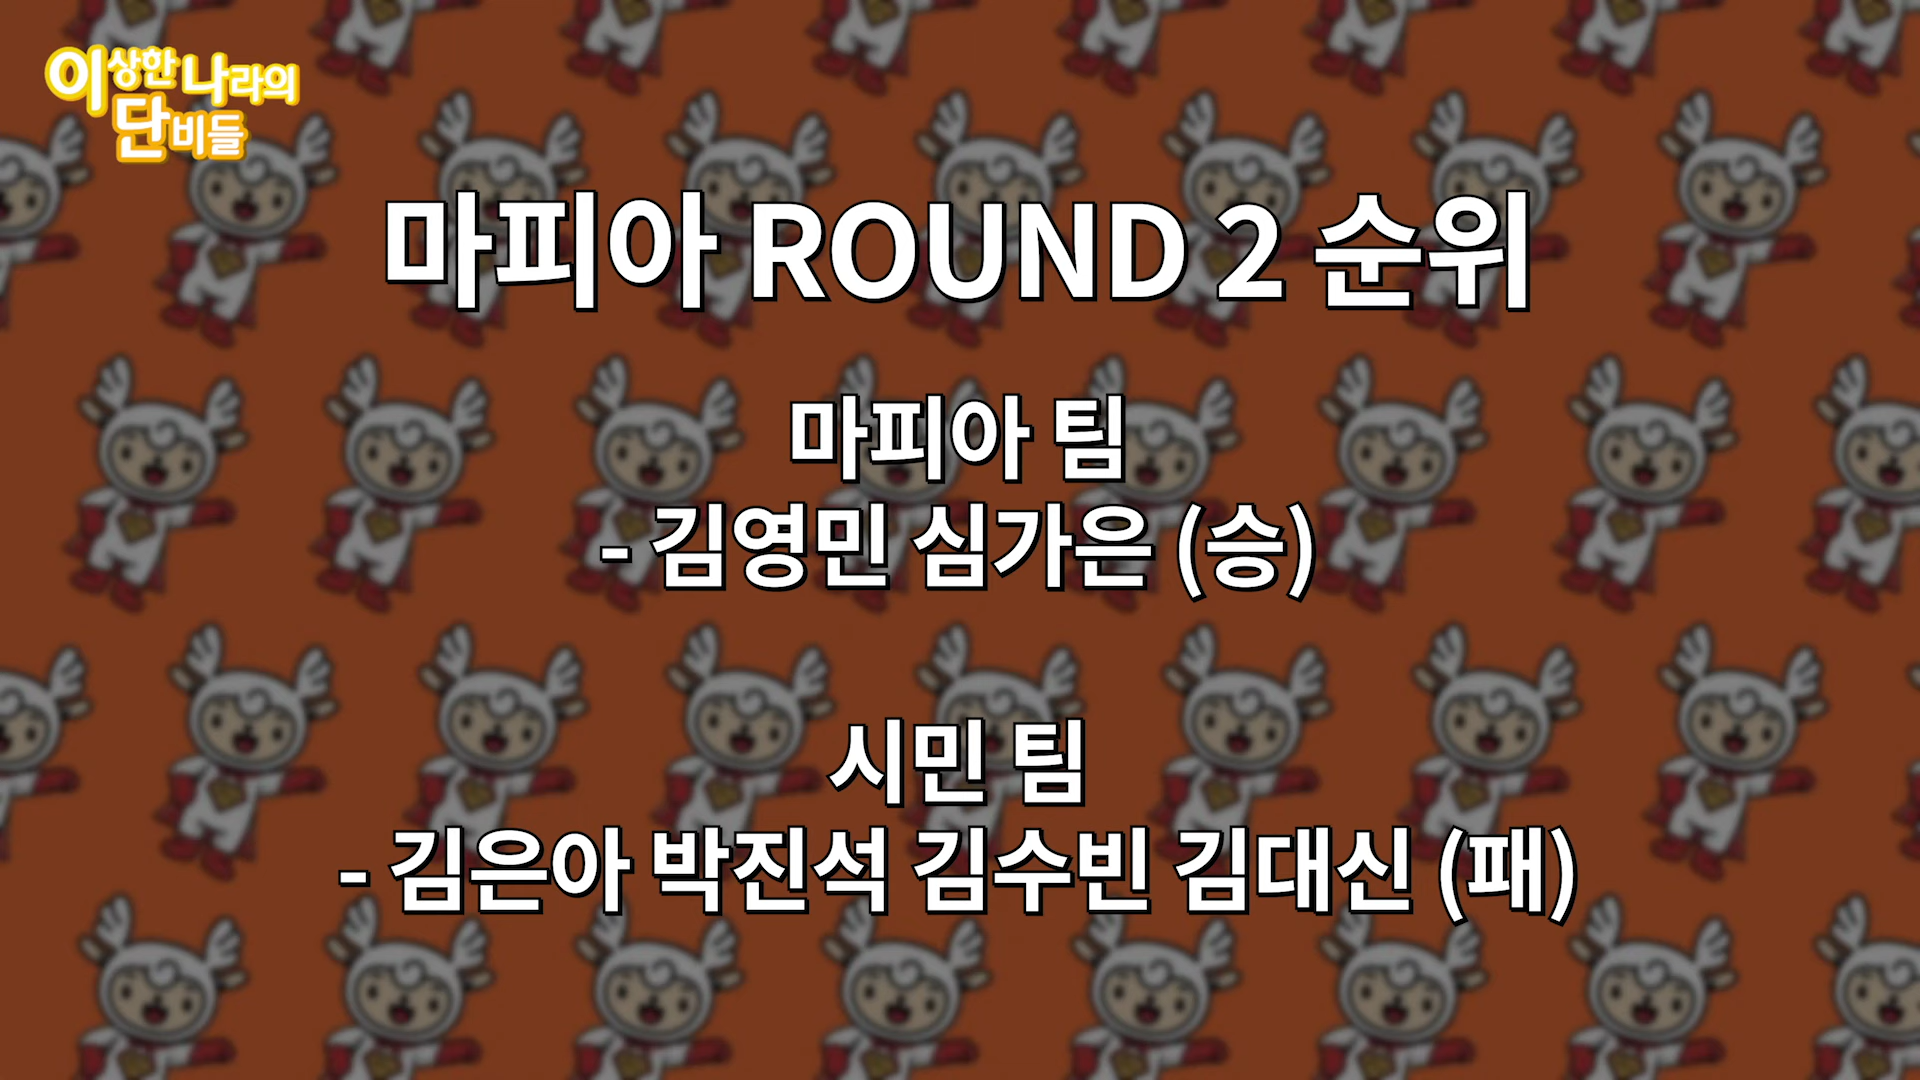 이상한 나라의
단비들
마피아 ROUND 2 순위
마피아 팀
- 김영민 심가은 (승)
시민 팀
- 김은아 박진석 김수빈 김대신 (패)